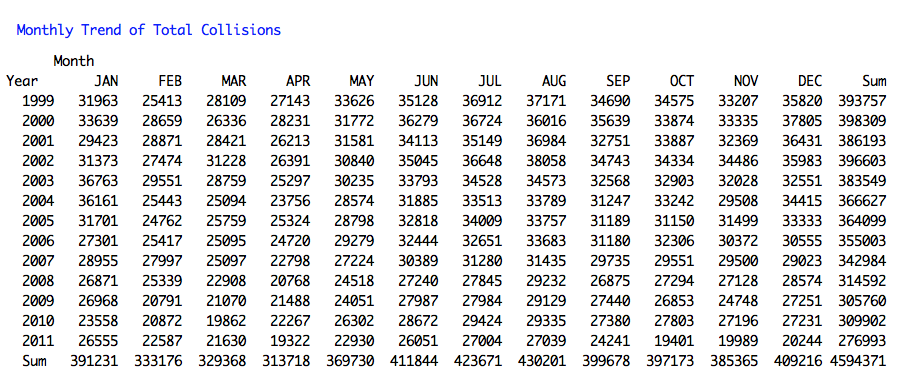 Monthly Trend of Total Collisions
Month
Year JAN FEB MAR APR MAY JUN JUL AUG SEP OCT NOV DEC Sum
1999 31963 25413 28109 27143 33626 35128 36912 37171 34690 34575 33207 35820 393757
2000 33639 28659 26336 28231 31772 36279 36724 36016 35639 33874 33335 37805 398309
2001 29423 28871 28421 26213 31581 34113 35149 36984 32751 33887 32369 36431 386193
2002 31373 27474 31228 26391 30840 35045 36648 38058 34743 34334 34486 35983 396603
2003 36763 29551 28759 25297 30235 33793 34528 34573 32568 32903 32028 32551 383549
2004 36161 25443 25094 23756 28574 31885 33513 33789 31247 33242 29508 34415 366627
2005 31701 24762 25759 25324 28798 32818 34009 33757 31189 31150 31499 33333 364099
2006 27301 25417 25095 24720 29279 32444 32651 33683 31180 32306 30372 30555 355003
2007 28955 27997 25097 22798 27224 30389 31280 31435 29735 29551 29500 29023 342984
2008 26871 25339 22908 20768 24518 27240 27845 29232 26875 27294 27128 28574 314592
2009 26968 20791 21070 21488 24051 27987 27984 29129 27440 26853 24748 27251 305760
2010 23558 20872 19862 22267 26302 28672 29424 29335 27380 27803 27196 27231 309902
2011 26555 22587 21630 19322 22930 26051 27004 27039 24241 19401 19989 20244 276993
Sum 391231 333176 329368 313718 369730 411844 423671 430201 399678 397173 385365 409216 4594371